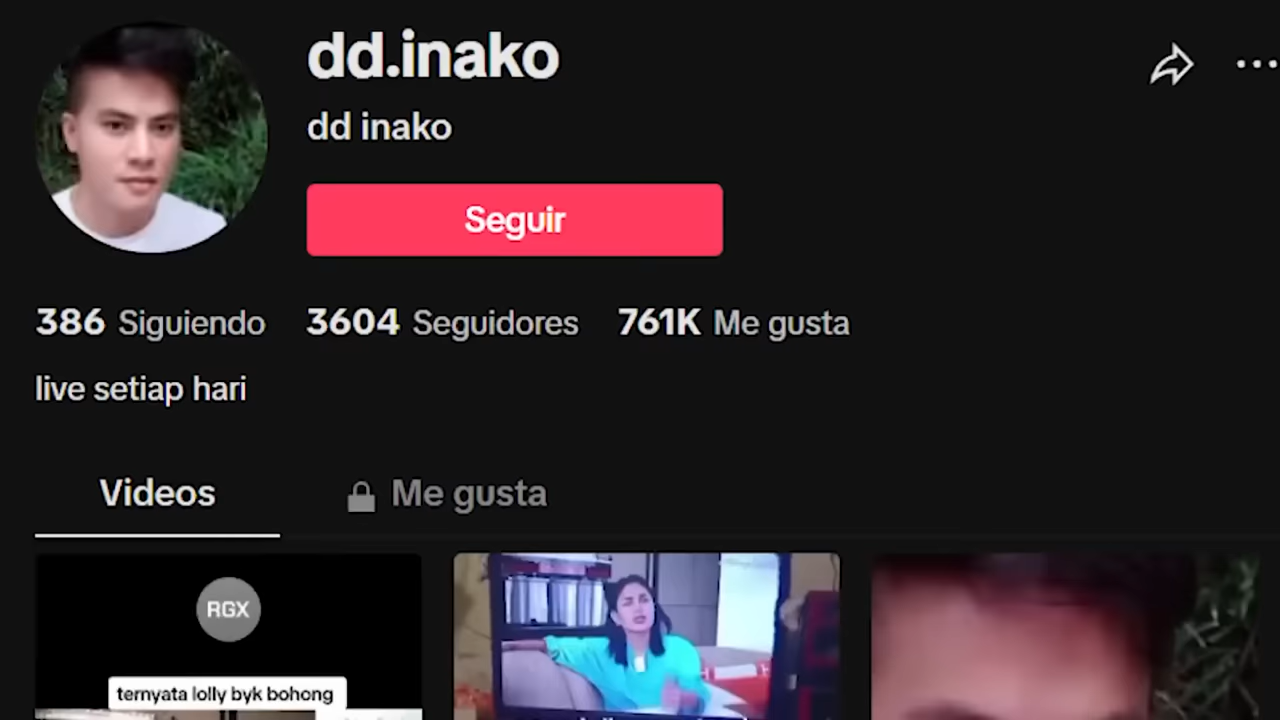 dd.inako
dd inako
Seguir
386 Siguiendo 3604 Seguidores 761K Me gusta
live setiap hari
Videos Me gusta
RGX
ternyata lolly byk bohong